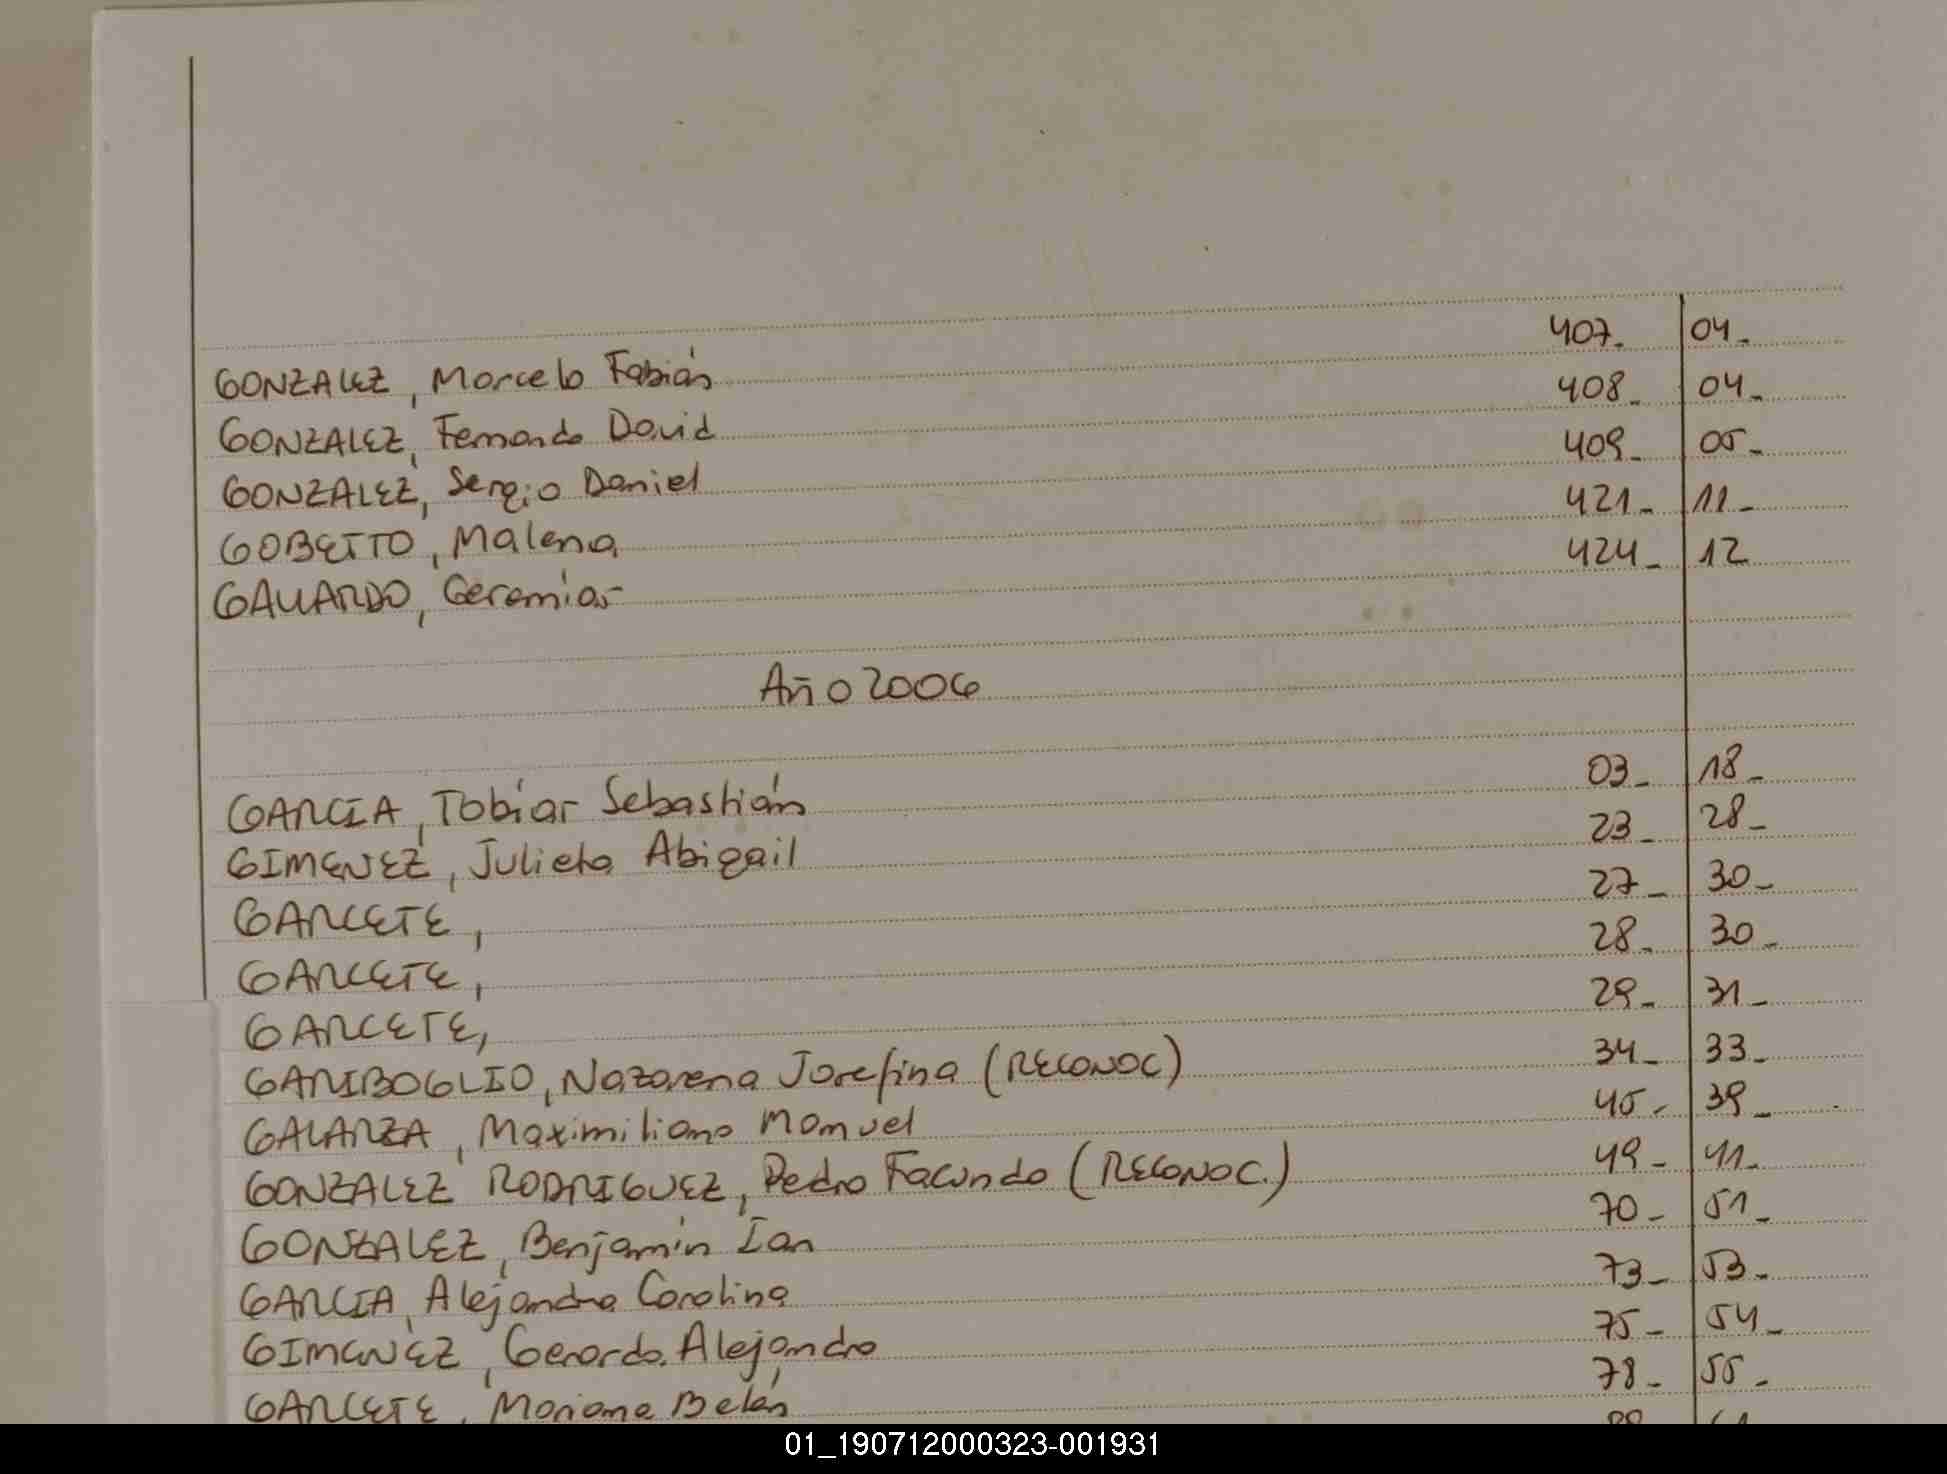 GONZALEZ, Marcelo Fabián 407- 04-
GONZALEZ, Fernando David 408- 04-
GONZALEZ, Sergio Daniel 409- 05-
GOBETTO, Malena 421- 11-
GALLARDO, Geremías 424- 12
Año 2006
GARCIA, Tobías Sebastián 03- 18-
GIMENEZ, Julieta Abigail 23- 28-
GARCETE, 27- 30-
GARCETE, 28- 30-
GARCETE, 29- 31-
GARIBOGLIO, Nazarena Josefina (RECONOC) 34- 33-
GALARZA, Maximiliano Manuel 45- 39-
GONZALEZ RODRIGUEZ, Pedro Facundo (RECONOC.) 49- 41-
GONZALEZ, Benjamín Ian 70- 51-
GARCIA, Alejandra Carolina 73- 53-
GIMENEZ, Gerardo Alejandro 75- 54-
GARCETE, Mariana Belén 78- 55-
01_190712000323-001931